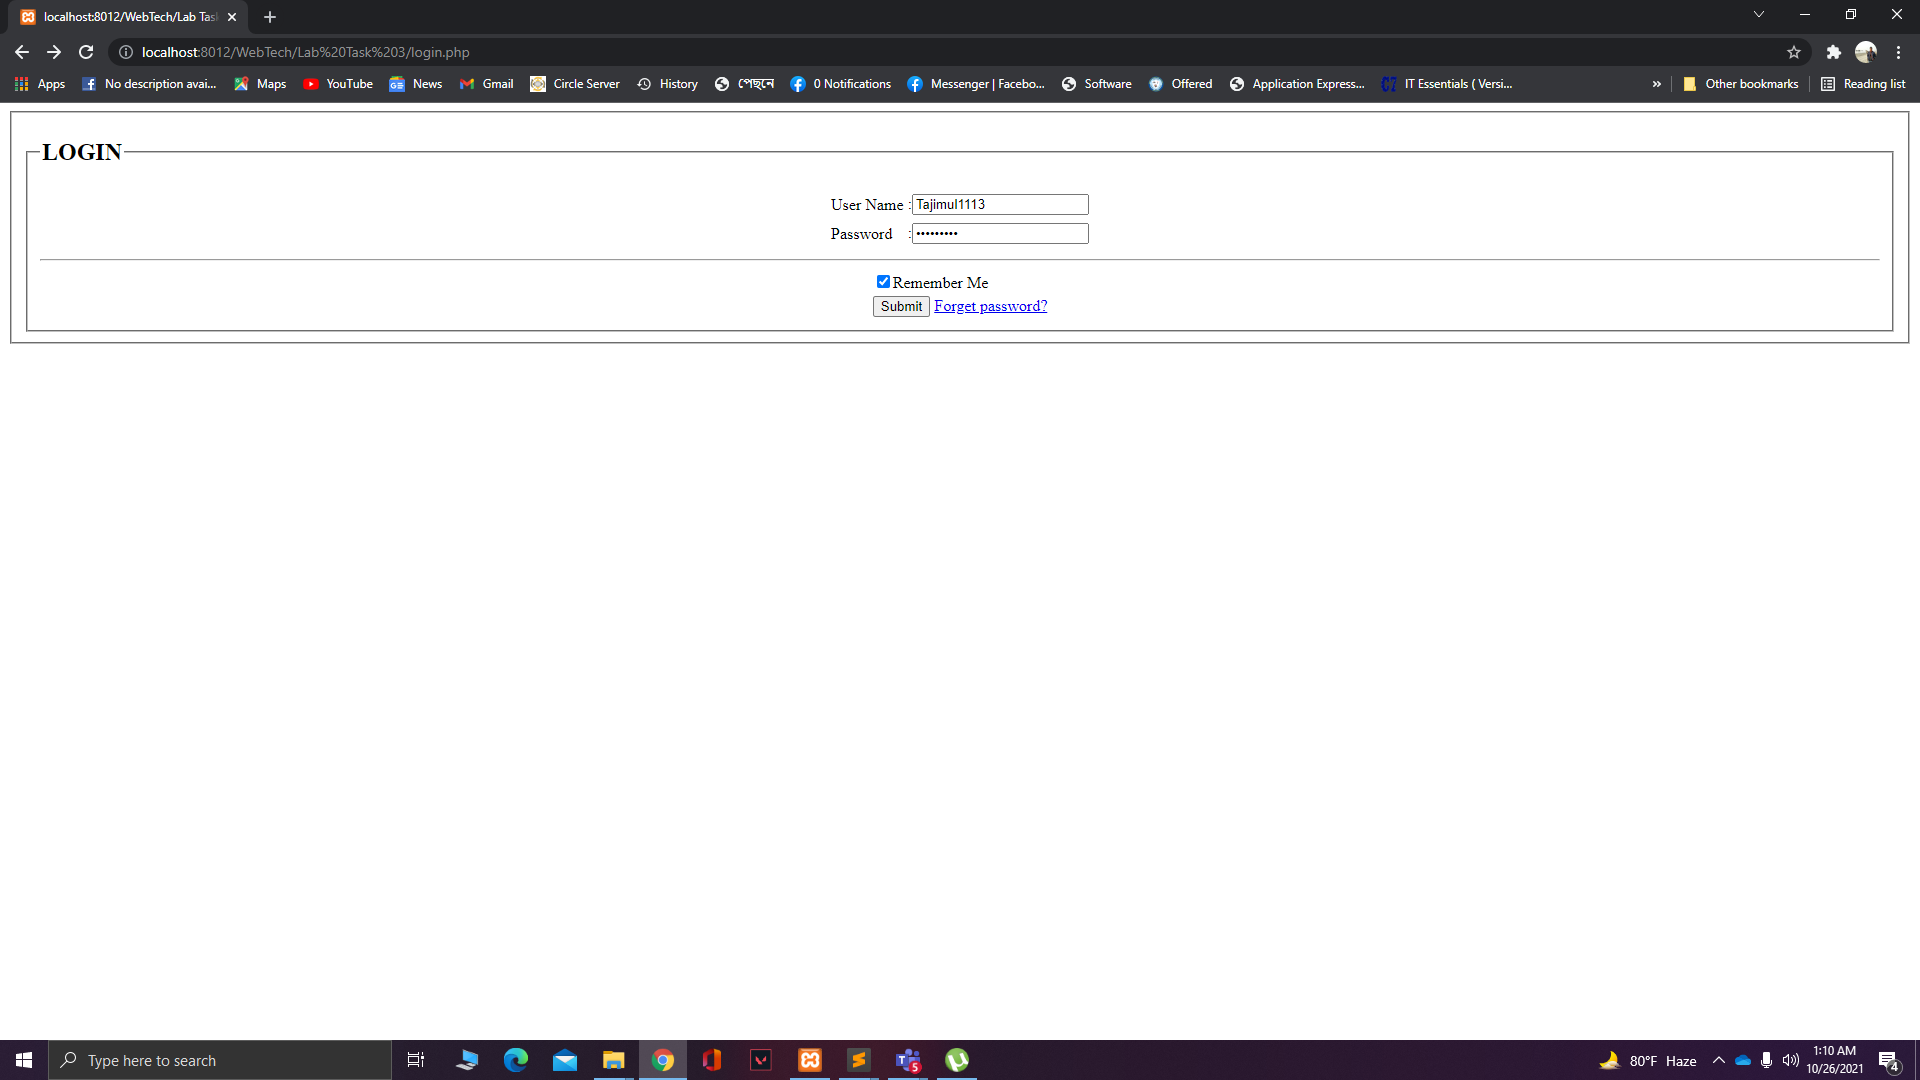 localhost:8012/WebTech/Lab Tas
localhost:8012/WebTech/Lab%20Task%203/login.php
Apps No description avai... Maps YouTube News Gmail Circle Server History পেছনে 0 Notifications Messenger | Facebo... Software Offered Application Express... IT Essentials ( Versi... » Other bookmarks Reading list
LOGIN
User Name : Tajimul1113
Password : •••••••••
Remember Me
Submit Forget password?
Type here to search
5
80°F Haze
1:10 AM
10/26/2021
4